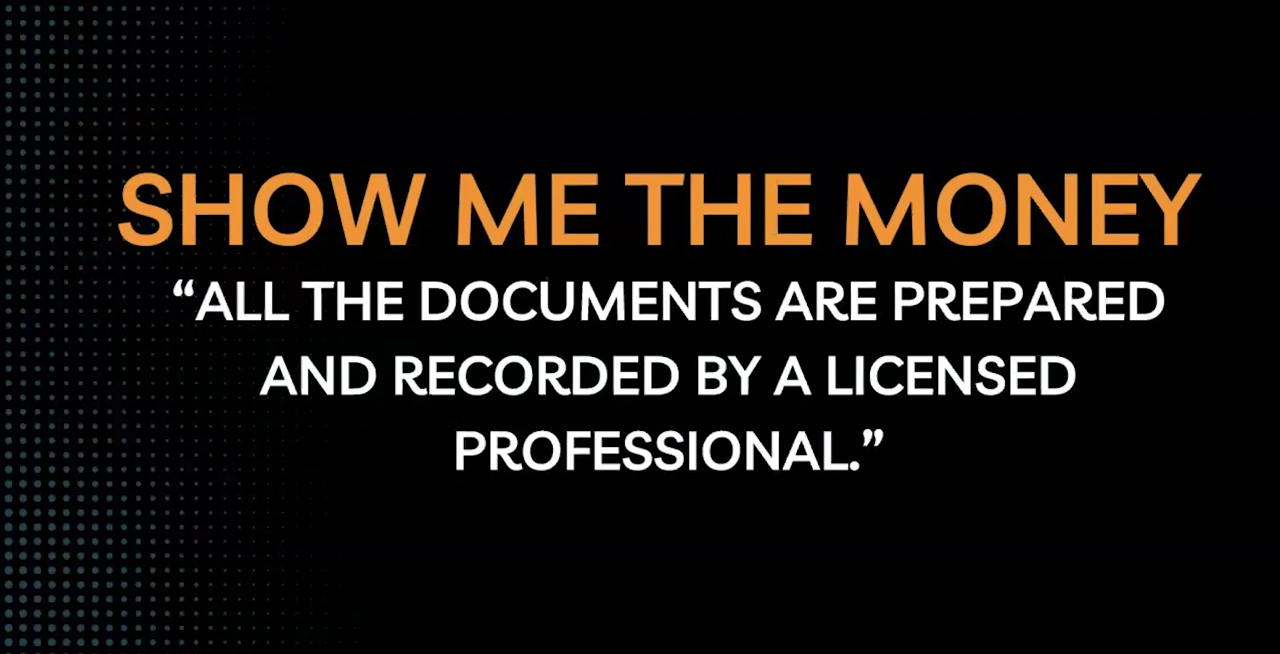 SHOW ME THE MONEY
“ALL THE DOCUMENTS ARE PREPARED
AND RECORDED BY A LICENSED
PROFESSIONAL.”